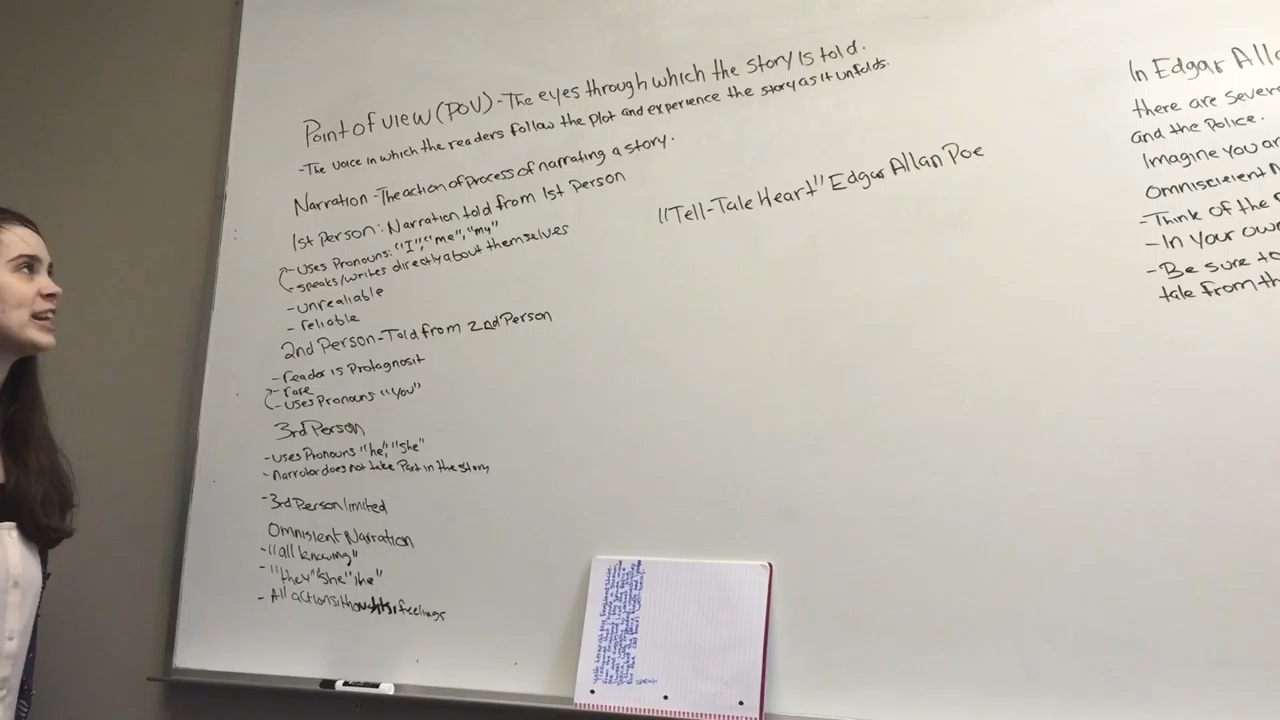 Point of view (POV) - The eyes through which the story is told.
- The voice in which the readers follow the plot and experience the story as it unfolds.
Narration - The action of process of narrating a story.
1st Person: Narration told from 1st Person
- Uses Pronouns: "I", "me", "my"
- speaks/writes directly about themselves
- unrealiable
- reliable
2nd Person - Told from 2nd Person
- reader is Protagnosit
- rare
- uses Pronouns "you"
3rd Person
- uses Pronouns "he", "she"
- Narrator does not take Part in the story
- 3rd Person limited
Omnisient Narration
- "all knowing"
- "they" "she" "he"
- All actions, thoughts, feelings
"Tell-Tale Heart" Edgar Allan Poe
In Edgar Alla
there are severa
and the Police.
Imagine you ar
Omniscient N
- Think of the
- In your own
- Be sure to
tale from th